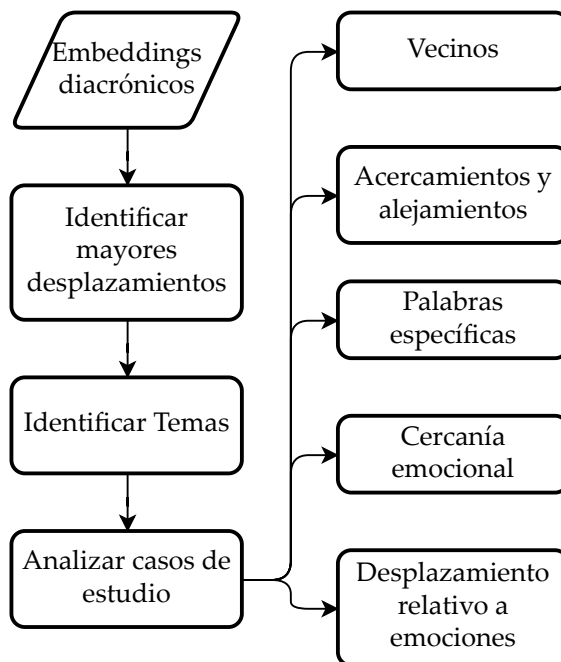 Embeddings
diacrónicos
Identificar
mayores
desplazamientos
Identificar Temas
Analizar casos de
estudio
Vecinos
Acercamientos y
alejamientos
Palabras
específicas
Cercanía
emocional
Desplazamiento
relativo a
emociones